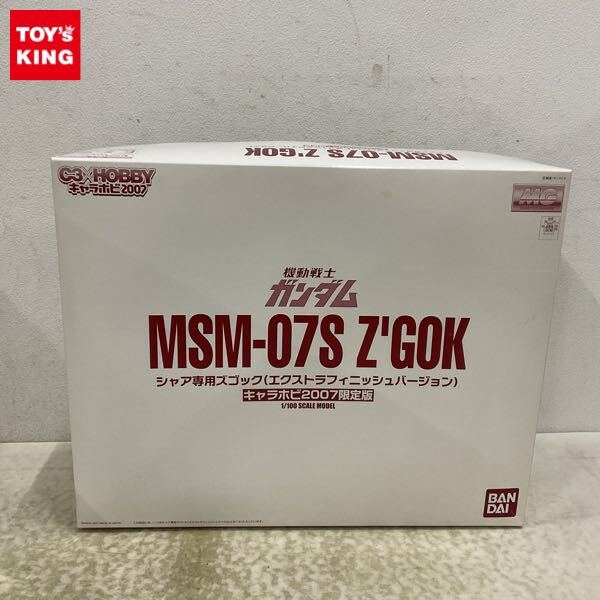 TOY's
KING
MSM-07S Z'GOK
C3×HOBBY
キャラホビ2007
MG
機動戦士
ガンダム
MSM-07S Z'GOK
シャア専用ズゴック(エクストラフィニッシュバージョン)
キャラホビ2007限定版
1/100 SCALE MODEL
BAN
DAI